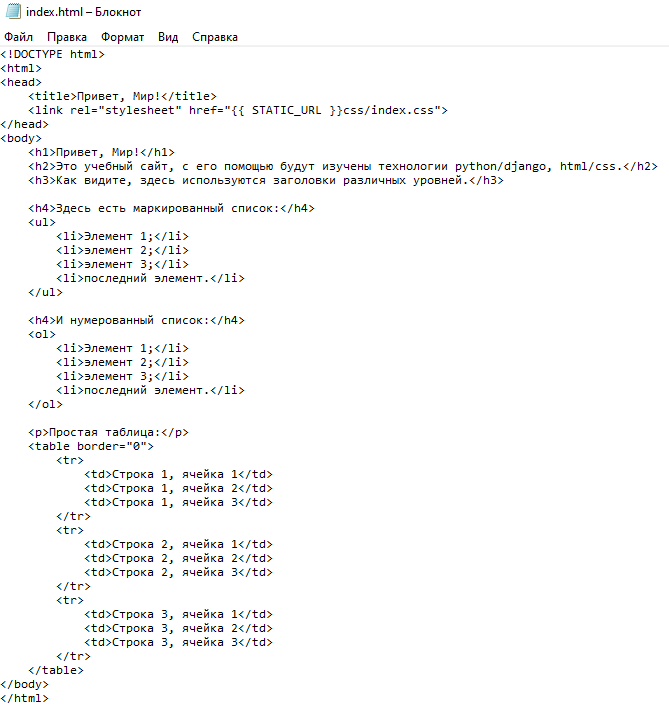 index.html – Блокнот
Файл Правка Формат Вид Справка
<!DOCTYPE html>
<html>
<head>
    <title>Привет, Мир!</title>
    <link rel="stylesheet" href="{{ STATIC_URL }}css/index.css">
</head>
<body>
    <h1>Привет, Мир!</h1>
    <h2>Это учебный сайт, с его помощью будут изучены технологии python/django, html/css.</h2>
    <h3>Как видите, здесь используются заголовки различных уровней.</h3>

    <h4>Здесь есть маркированный список:</h4>
    <ul>
        <li>Элемент 1;</li>
        <li>элемент 2;</li>
        <li>элемент 3;</li>
        <li>последний элемент.</li>
    </ul>

    <h4>И нумерованный список:</h4>
    <ol>
        <li>Элемент 1;</li>
        <li>элемент 2;</li>
        <li>элемент 3;</li>
        <li>последний элемент.</li>
    </ol>

    <p>Простая таблица:</p>
    <table border="0">
        <tr>
            <td>Строка 1, ячейка 1</td>
            <td>Строка 1, ячейка 2</td>
            <td>Строка 1, ячейка 3</td>
        </tr>
        <tr>
            <td>Строка 2, ячейка 1</td>
            <td>Строка 2, ячейка 2</td>
            <td>Строка 2, ячейка 3</td>
        </tr>
        <tr>
            <td>Строка 3, ячейка 1</td>
            <td>Строка 3, ячейка 2</td>
            <td>Строка 3, ячейка 3</td>
        </tr>
    </table>
</body>
</html>